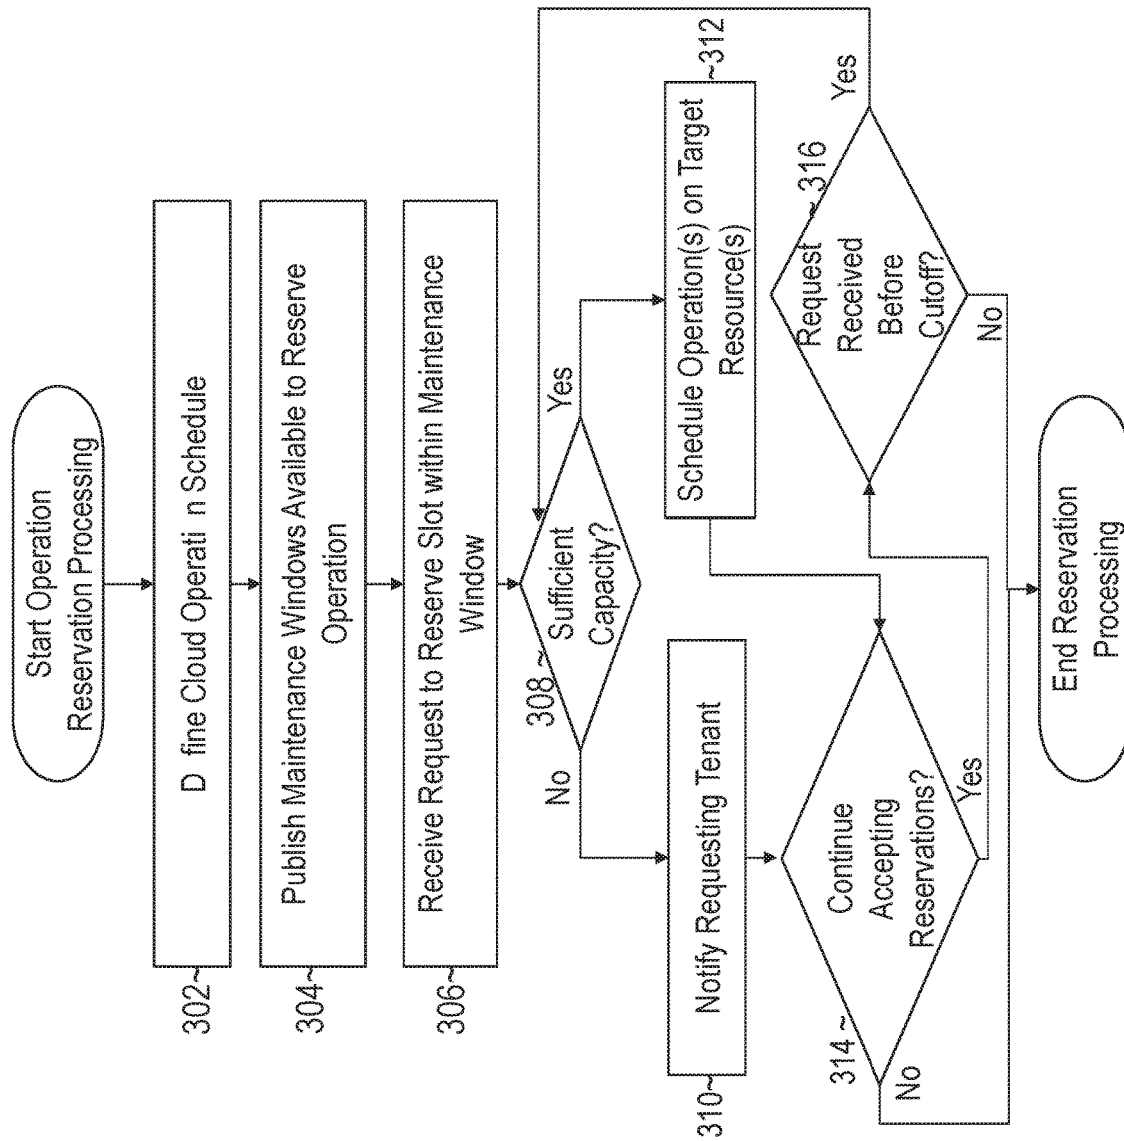 Start Operation
Reservation Processing
302~
D fine Cloud Operati n Schedule
304~
Publish Maintenance Windows Available to Reserve
Operation
306~
Receive Request to Reserve Slot within Maintenance
Window
308~
Sufficient
Capacity?
No
Yes
310~
Notify Requesting Tenant
Schedule Operation(s) on Target
Resource(s)
~312
314~
Continue
Accepting
Reservations?
No
Yes
Request ~316
Received
Before
Cutoff?
Yes
No
End Reservation
Processing